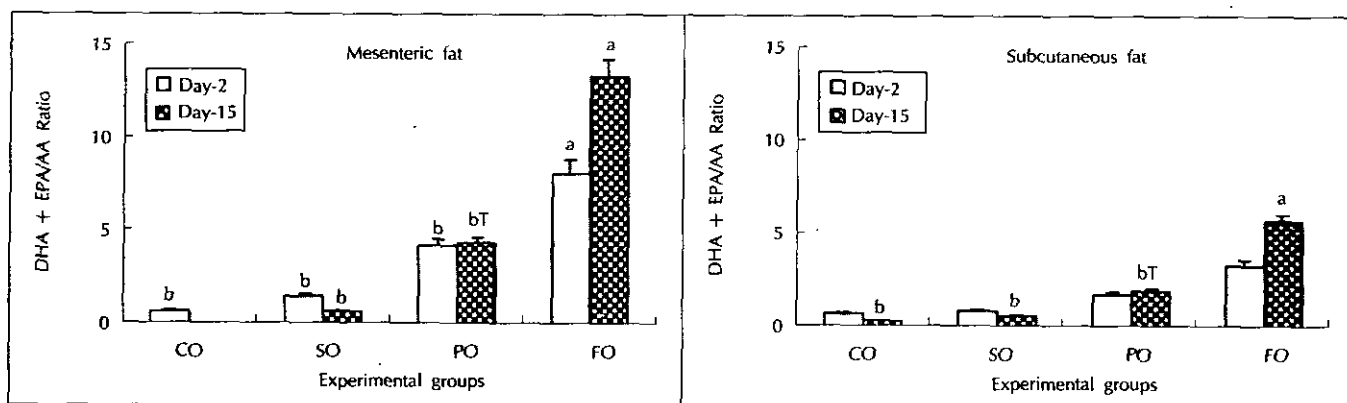 Mesenteric fat
Day-2
Day-15
DHA + EPA/AA Ratio
15
10
5
0
b
b
b
b
bT
a
a
CO SO PO FO
Experimental groups
Subcutaneous fat
Day-2
Day-15
DHA + EPA/AA Ratio
15
10
5
0
b
b
bT
a
CO SO PO FO
Experimental groups